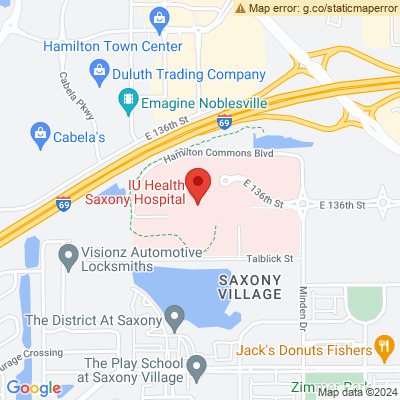 Map error: g.co/staticmaperror
Hamilton Town Center
Duluth Trading Company
Cabela Pkwy
Emagine Noblesville
E 136th St
69
Cabela's
Hamilton Commons Blvd
IU Health
Saxony Hospital
E 136th St
E 136th St
69
Visionz Automotive
Locksmiths
Talblick St
SAXONY
VILLAGE
Minden Dr
The District At Saxony
Jack's Donuts Fishers
The Play School
at Saxony Village
Google
Map data ©2024